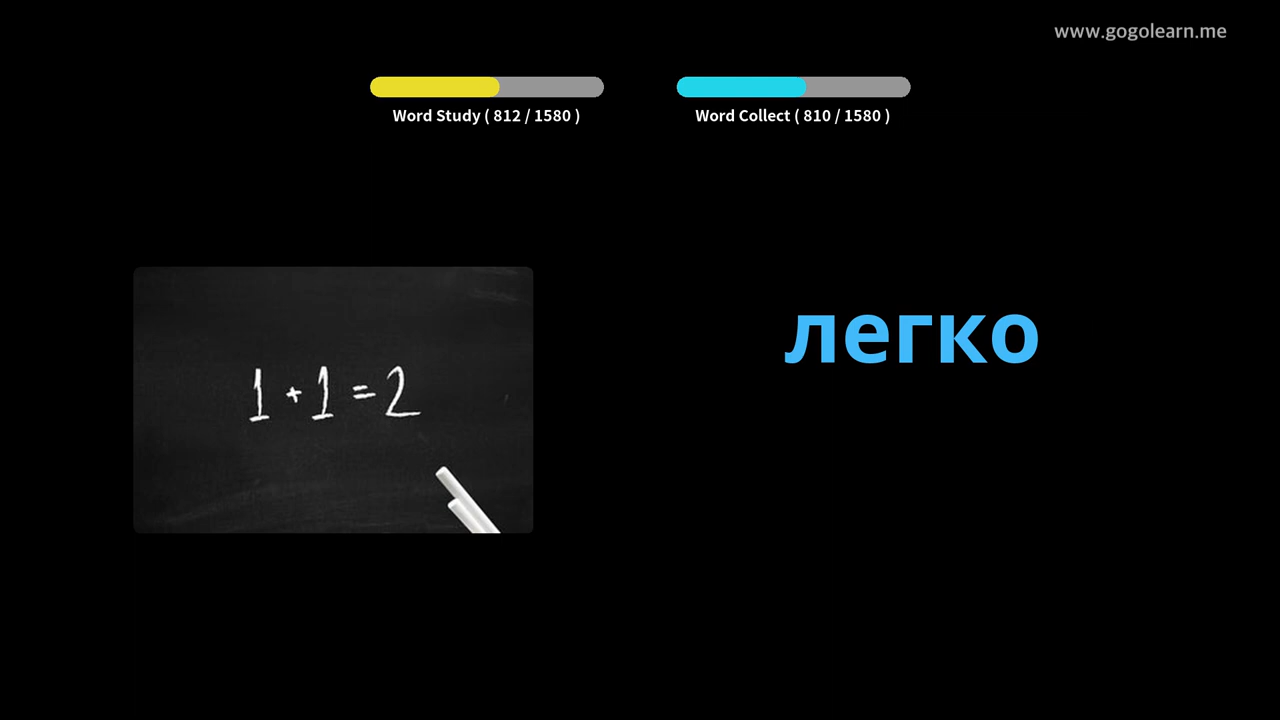 www.gogolearn.me
Word Study ( 812 / 1580 )
Word Collect ( 810 / 1580 )
легко
1 + 1 = 2